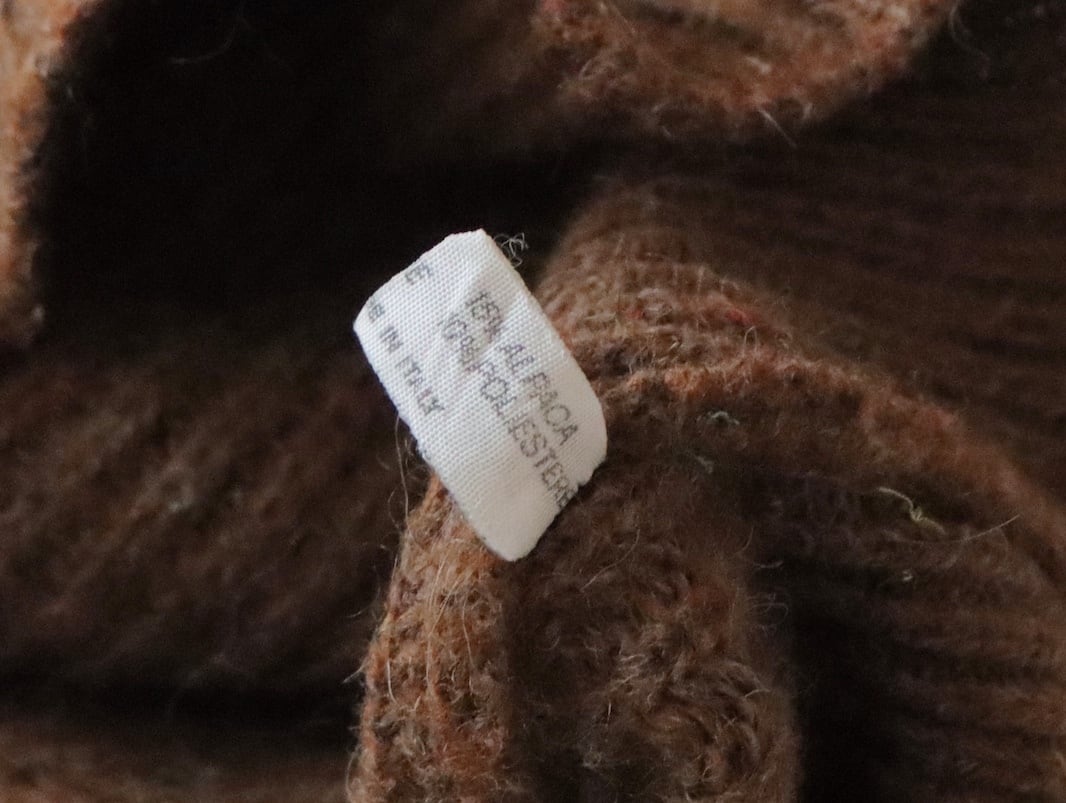 E
IN ITALY
15% ALPACA
10%POLIESTERE